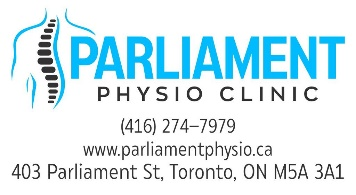 PARLIAMENT
PHYSIO CLINIC
(416) 274–7979
www.parliamentphysio.ca
403 Parliament St, Toronto, ON M5A 3A1